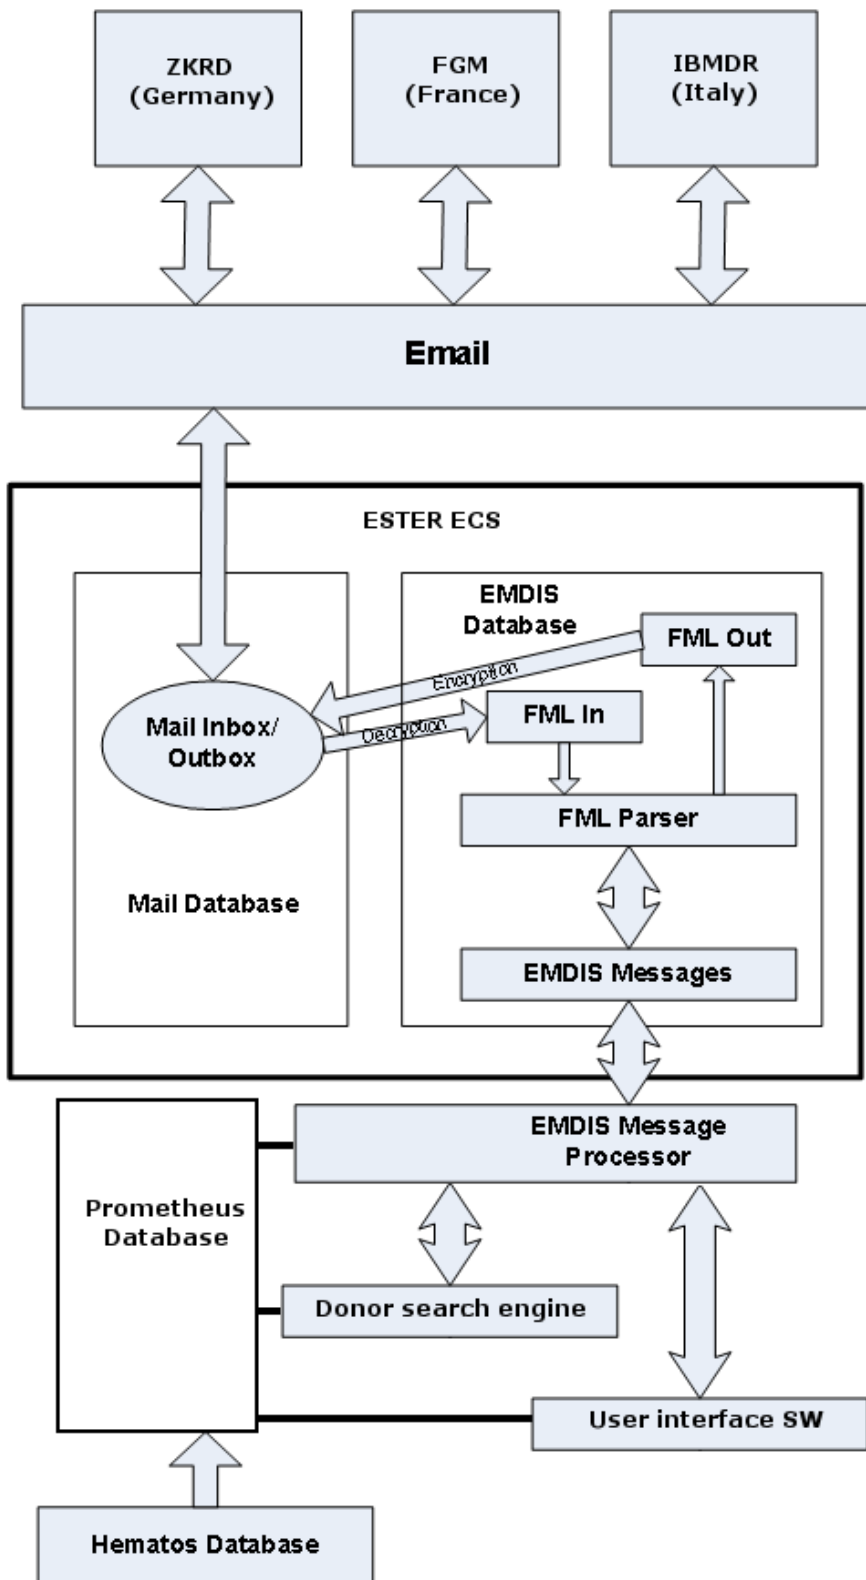 ZKRD
(Germany)
FGM
(France)
IBMDR
(Italy)
Email
ESTER ECS
EMDIS
Database
FML Out
Encryption
FML In
Mail Inbox/
Outbox
Decryption
FML Parser
Mail Database
EMDIS Messages
EMDIS Message
Processor
Prometheus
Database
Donor search engine
User interface SW
Hematos Database